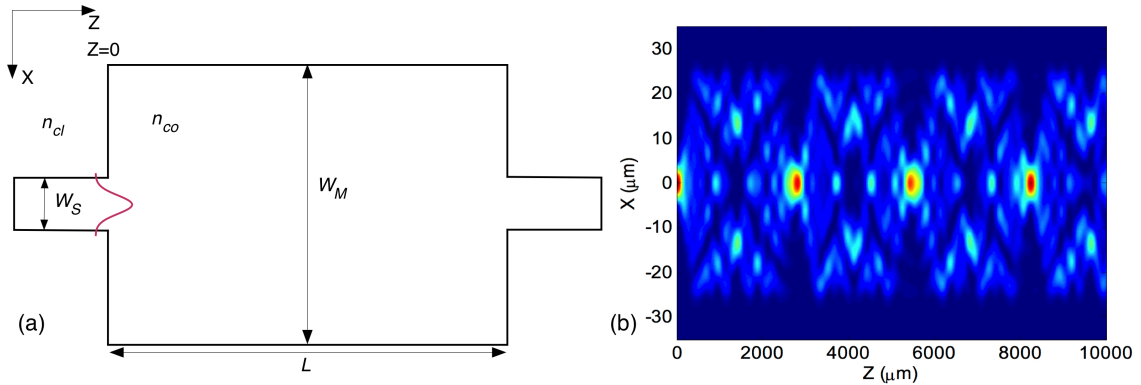 Z
Z=0
X
n_cl
n_co
W_S
W_M
(a)
L
(b)
X (μm)
30
20
10
0
-10
-20
-30
0
2000
4000
6000
8000
10000
Z (μm)